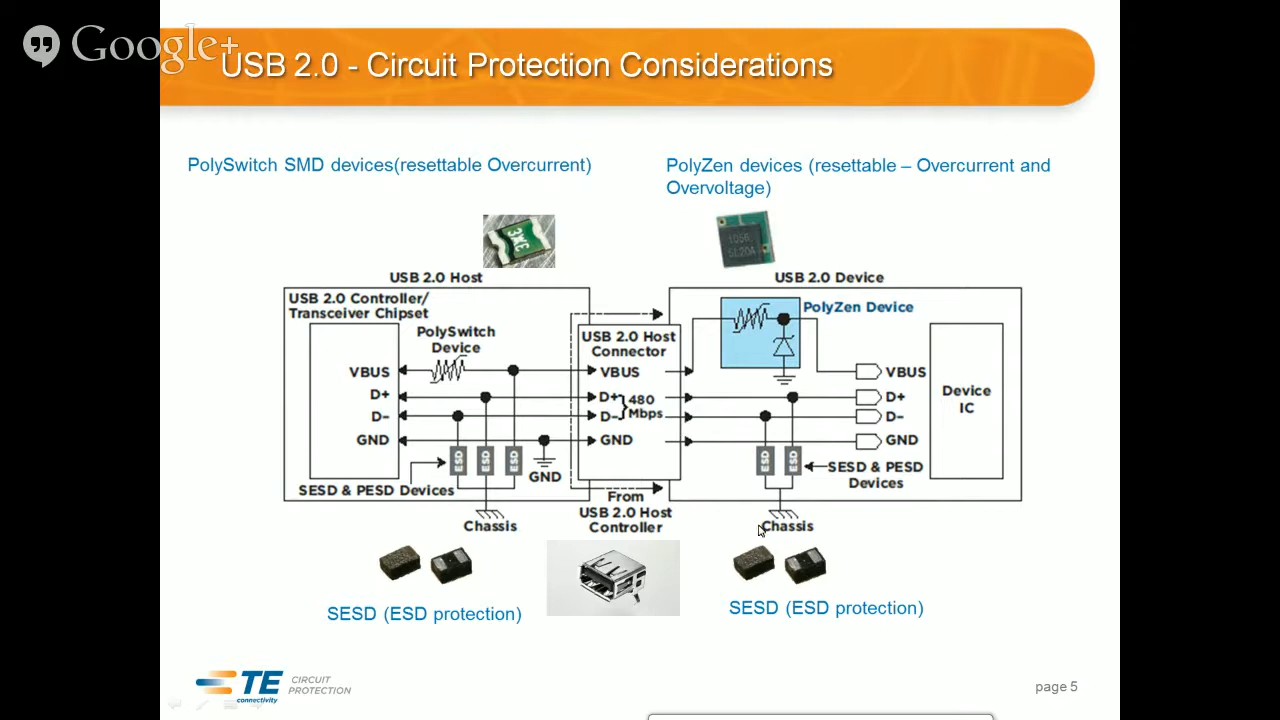 Google+
USB 2.0 - Circuit Protection Considerations
PolySwitch SMD devices(resettable Overcurrent)
PolyZen devices (resettable – Overcurrent and
Overvoltage)
USB 2.0 Host
USB 2.0 Controller/
Transceiver Chipset
PolySwitch
Device
VBUS
D+
D–
GND
ESD
ESD
ESD
GND
SESD & PESD Devices
Chassis
USB 2.0 Host
Connector
VBUS
D+
D–
480
Mbps
GND
From
USB 2.0 Host
Controller
USB 2.0 Device
PolyZen Device
VBUS
D+
D–
GND
Device
IC
ESD
ESD
SESD & PESD
Devices
Chassis
SESD (ESD protection)
SESD (ESD protection)
TE
connectivity
CIRCUIT
PROTECTION
page 5